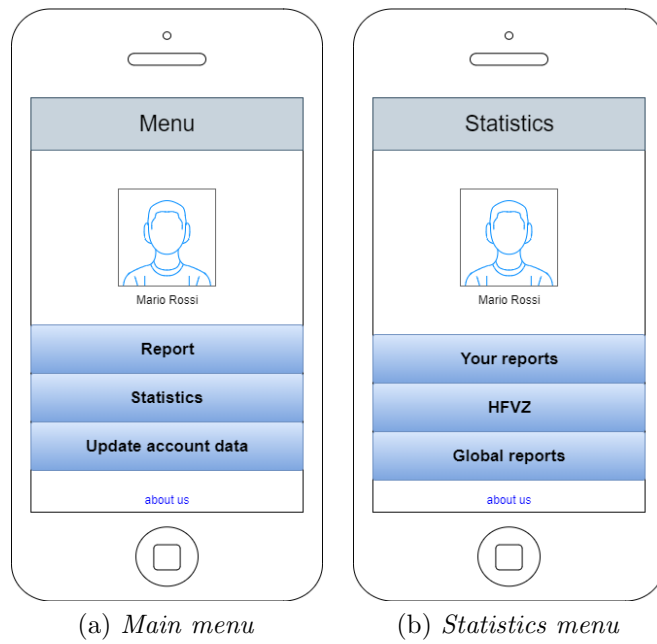 Menu
Mario Rossi
Report
Statistics
Update account data
about us
(a) Main menu
Statistics
Mario Rossi
Your reports
HFVZ
Global reports
about us
(b) Statistics menu